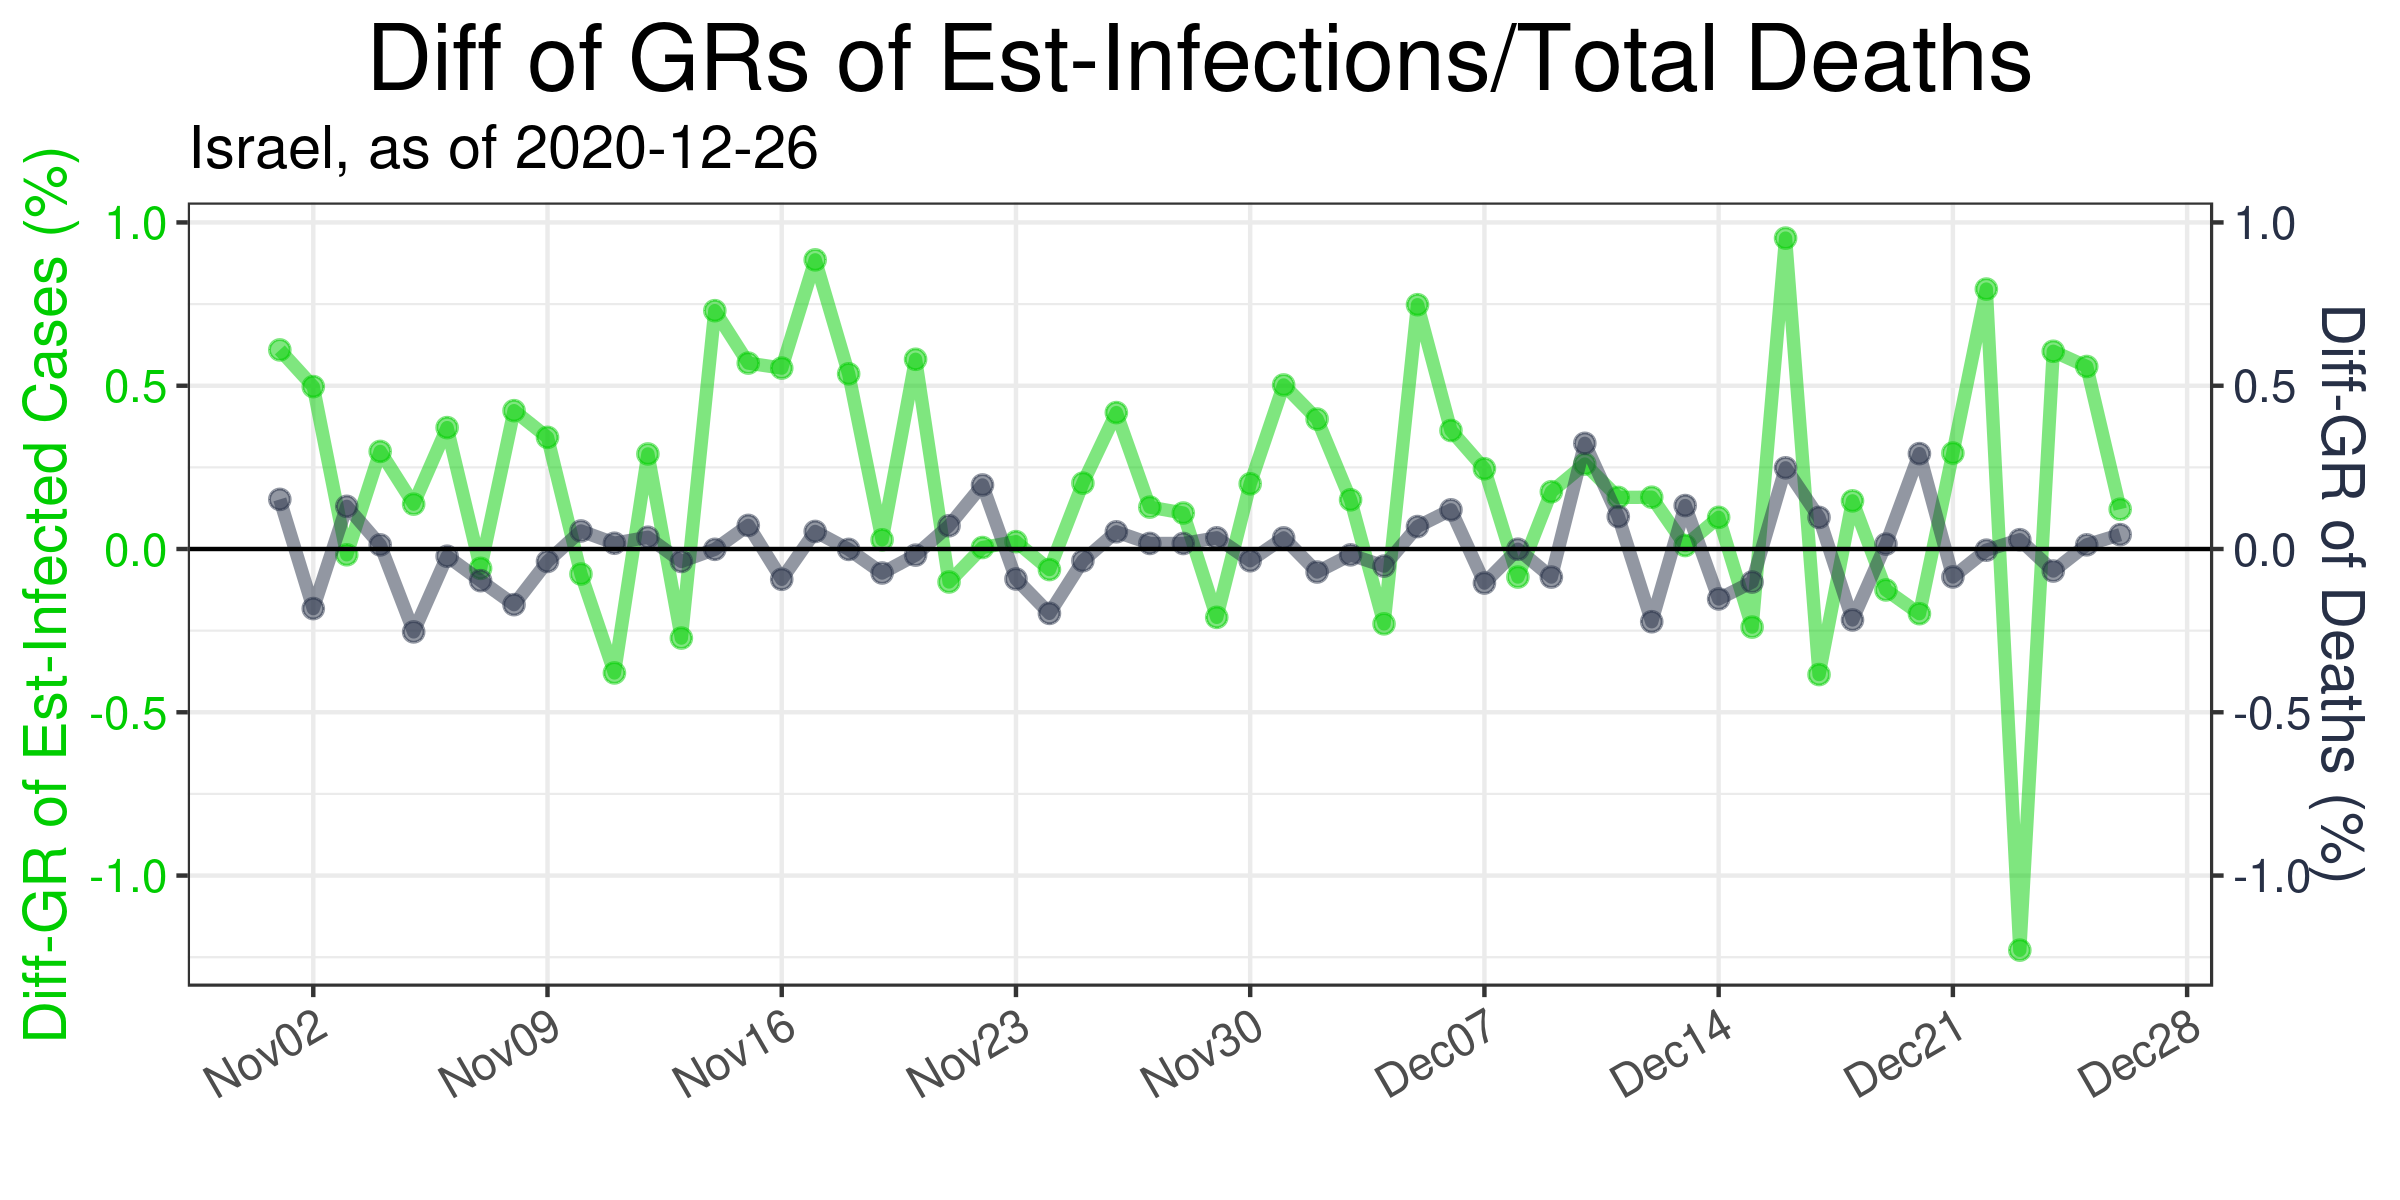 Diff of GRs of Est-Infections/Total Deaths
Israel, as of 2020-12-26
Diff-GR of Est-Infected Cases (%)
1.0
0.5
0.0
-0.5
-1.0
1.0
0.5
0.0
-0.5
-1.0
Diff-GR of Deaths (%)
Nov02
Nov09
Nov16
Nov23
Nov30
Dec07
Dec14
Dec21
Dec28